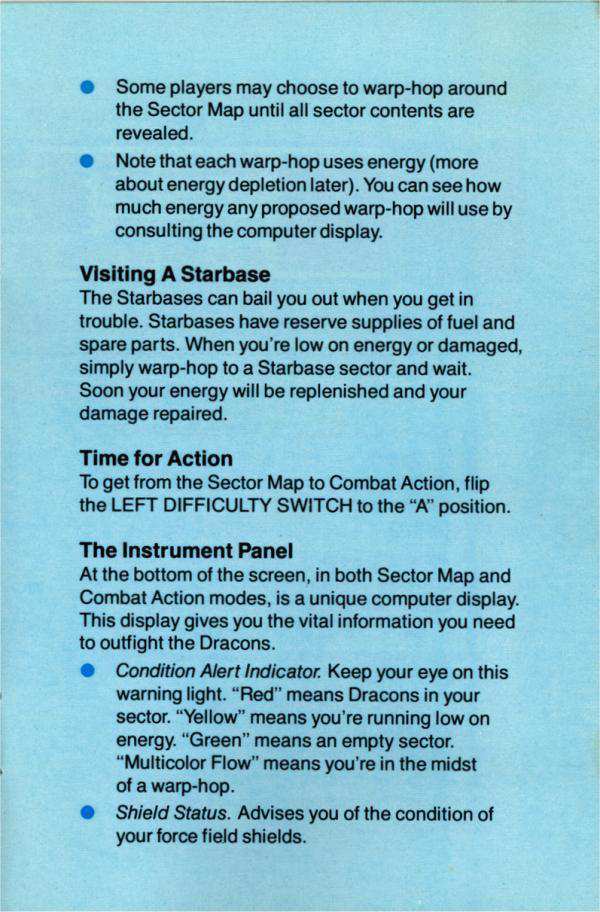 Some players may choose to warp-hop around
the Sector Map until all sector contents are
revealed.
Note that each warp-hop uses energy (more
about energy depletion later). You can see how
much energy any proposed warp-hop will use by
consulting the computer display.
Visiting A Starbase
The Starbases can bail you out when you get in
trouble. Starbases have reserve supplies of fuel and
spare parts. When you're low on energy or damaged,
simply warp-hop to a Starbase sector and wait.
Soon your energy will be replenished and your
damage repaired.
Time for Action
To get from the Sector Map to Combat Action, flip
the LEFT DIFFICULTY SWITCH to the “A” position.
The Instrument Panel
At the bottom of the screen, in both Sector Map and
Combat Action modes, is a unique computer display.
This display gives you the vital information you need
to outfight the Dracons.
Condition Alert Indicator. Keep your eye on this
warning light. “Red” means Dracons in your
sector. “Yellow” means you're running low on
energy. “Green” means an empty sector.
“Multicolor Flow” means you're in the midst
of a warp-hop.
Shield Status. Advises you of the condition of
your force field shields.